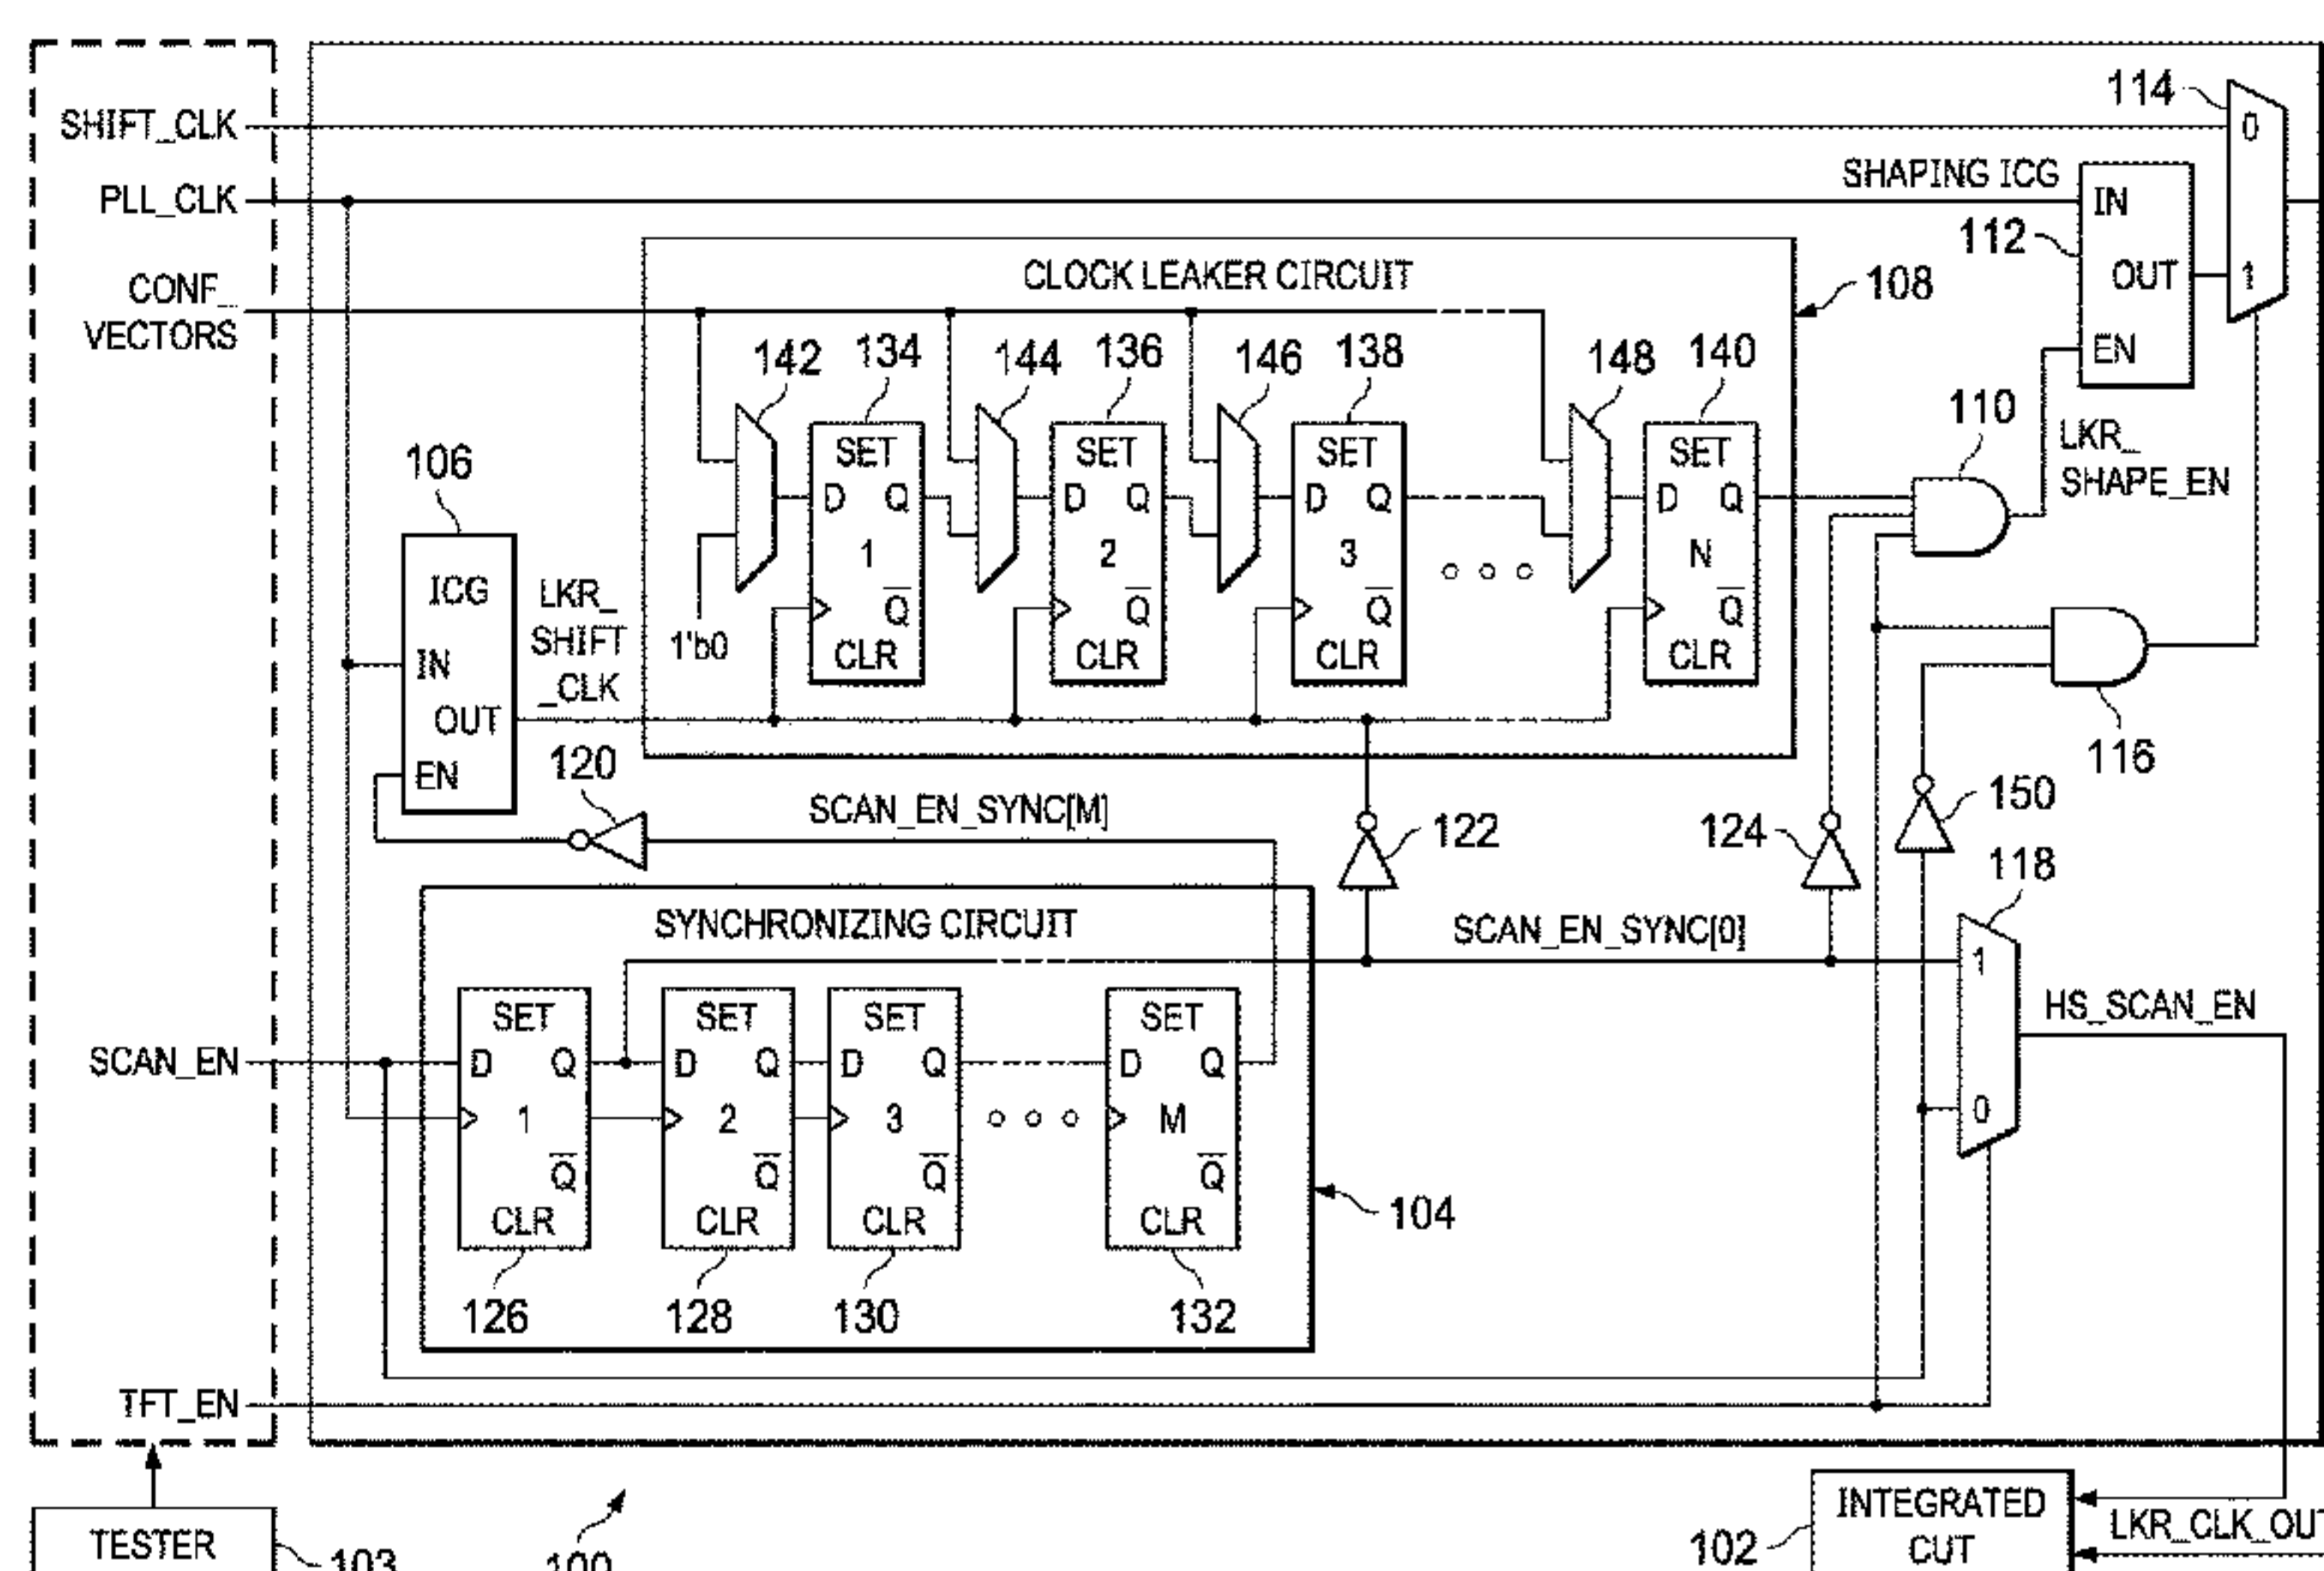 114
SHIFT_CLK
0
SHAPING ICG
PLL_CLK
IN
112
CLOCK LEAKER CIRCUIT
OUT
1
CONF_
VECTORS
108
142
134
144
136
146
138
148
140
EN
110
LKR_
SHAPE_EN
SET
SET
SET
SET
106
D Q
D Q
D Q
D Q
1
2
3
N
ICG
LKR_
SHIFT
_CLK
Q
Q
Q
Q
1'b0
CLR
CLR
CLR
CLR
IN
OUT
EN
116
120
SCAN_EN_SYNC[M]
122
124
150
118
SYNCHRONIZING CIRCUIT
SCAN_EN_SYNC[0]
1
HS_SCAN_EN
SET
SET
SET
SET
SCAN_EN
D Q
D Q
D Q
D Q
1
2
3
M
0
Q
Q
Q
Q
CLR
CLR
CLR
CLR
104
126
128
130
132
TFT_EN
INTEGRATED
CUT
102
LKR_CLK_OUT
TESTER
103
100